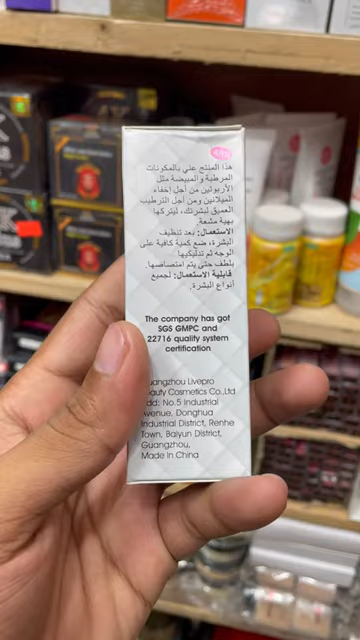 هذا المنتج غني بالمكونات
المرطبة والمبيضة مثل
الأربوتين من أجل إخفاء
الميلانين ومن أجل الترطيب
العميق لبشرتك، ليتركها
بهية مشعة.
الاستعمال: بعد تنظيف
البشرة، ضع كمية كافية على
الوجه ثم تدليكها
بلطف حتى يتم امتصاصها.
قابلية الاستعمال: لجميع
أنواع البشرة.
The company has got
SGS GMPC and
22716 quality system
certification
Guangzhou Livepro
Beauty Cosmetics Co.,Ltd
Add: No.5 Industrial
Avenue, Donghua
Industrial District, Renhe
Town, Baiyun District,
Guangzhou,
Made In China